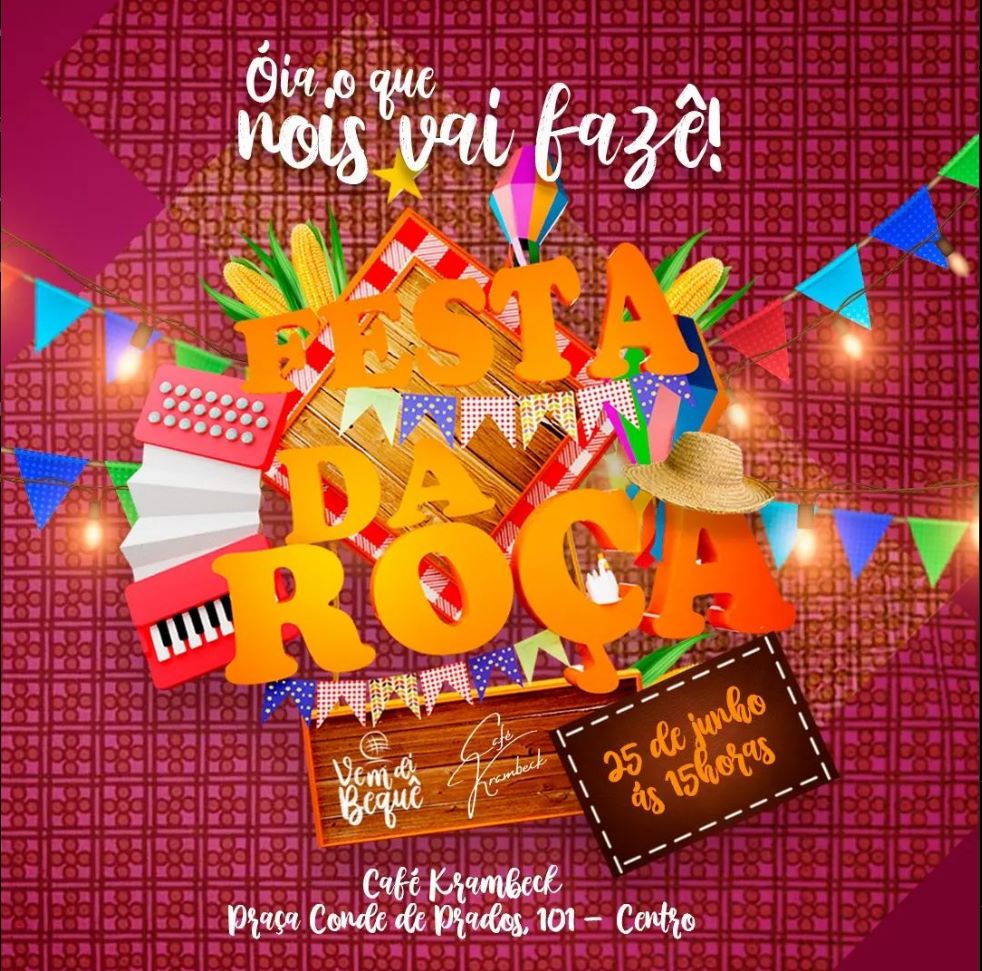 Óia o que
nois vai fazê!
FESTA
DA
ROÇA
Vem di
Bequê
Café
Krambeck
25 de junho
ás 15horas
Café Krambeck
Praça Conde de Prados, 101 – Centro